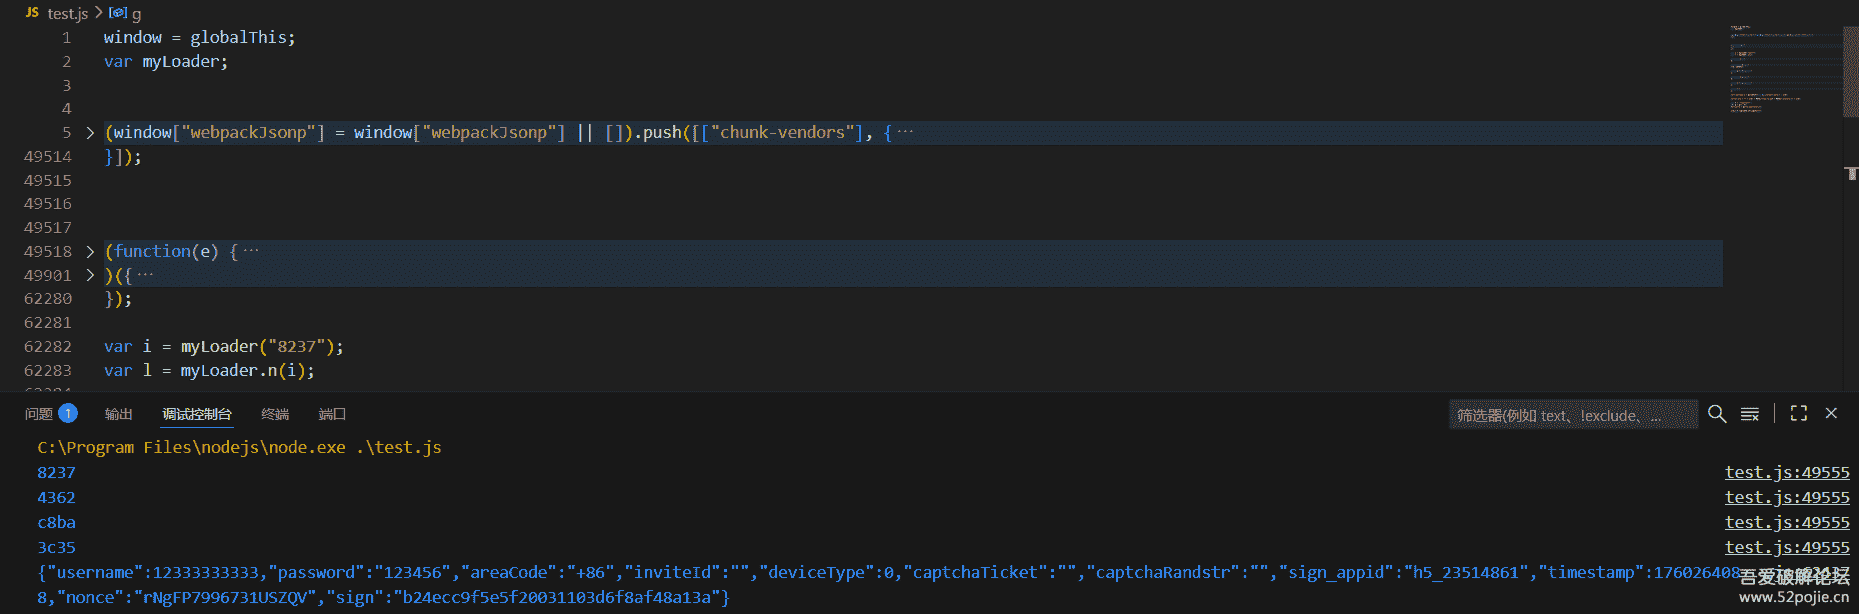 JS test.js > g
1 window = globalThis;
2 var myLoader;
3
4
5 > (window["webpackJsonp"] = window["webpackJsonp"] || []).push([["chunk-vendors"], { ···
49514 }]);
49515
49516
49517
49518 > (function(e) { ···
49901 > )({ ···
62280 });
62281
62282 var i = myLoader("8237");
62283 var l = myLoader.n(i);
问题 1 输出 调试控制台 终端 端口 筛选器(例如 text、!exclude、...
C:\Program Files\nodejs\node.exe .\test.js
8237 test.js:49555
4362 test.js:49555
c8ba test.js:49555
3c35 test.js:49555
{"username":12333333333,"password":"123456","areaCode":"+86","inviteId":"","deviceType":0,"captchaTicket":"","captchaRandstr":"","sign_appid":"h5_23514861","timestamp":176026408
8,"nonce":"rNgFP7996731USZQV","sign":"b24ecc9f5e5f20031103d6f8af48a13a"}
吾爱破解论坛
www.52pojie.cn